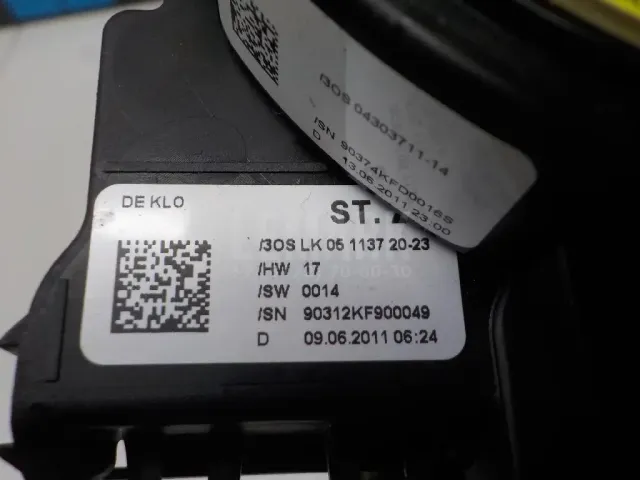 /3OS 04303711-14
/SN 90374KFD0016S
D 13.06.2011 23:00
DE KLO
ST.
/3OS LK 05 1137 20-23
/HW 17
/SW 0014
/SN 90312KF900049
D 09.06.2011 06:24